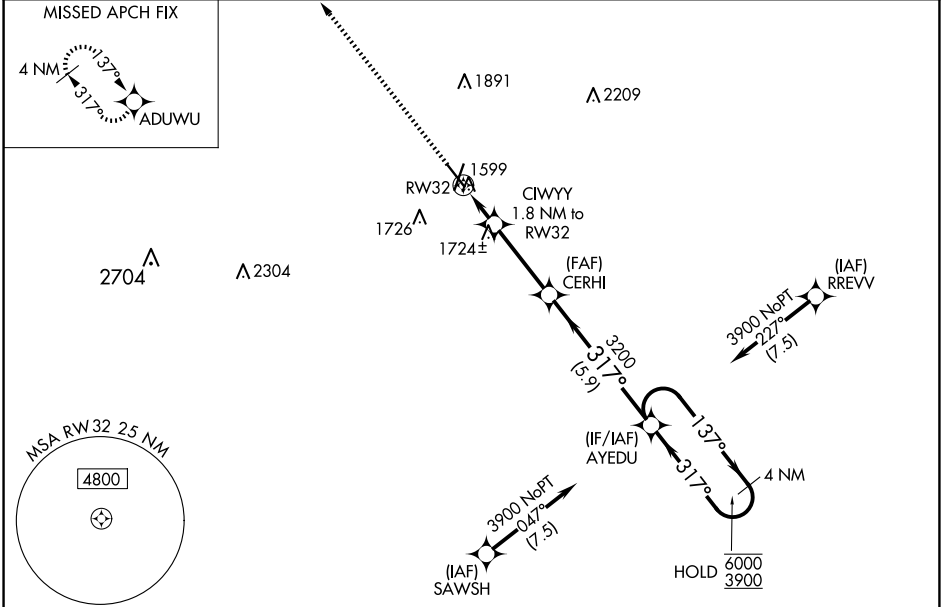 MISSED APCH FIX
4 NM
137°
317°
ADUWU
1891
2209
1599
RW32
CIWYY
1.8 NM to
RW32
1726
1724±
2704
2304
(FAF)
CERHI
(IAF)
RREVV
3900 NoPT
227°
(7.5)
3200
317°
(5.9)
(IF/IAF)
AYEDU
137°
317°
4 NM
MSA RW32 25 NM
4800
3900 NoPT
047°
(7.5)
(IAF)
SAWSH
HOLD
6000
3900